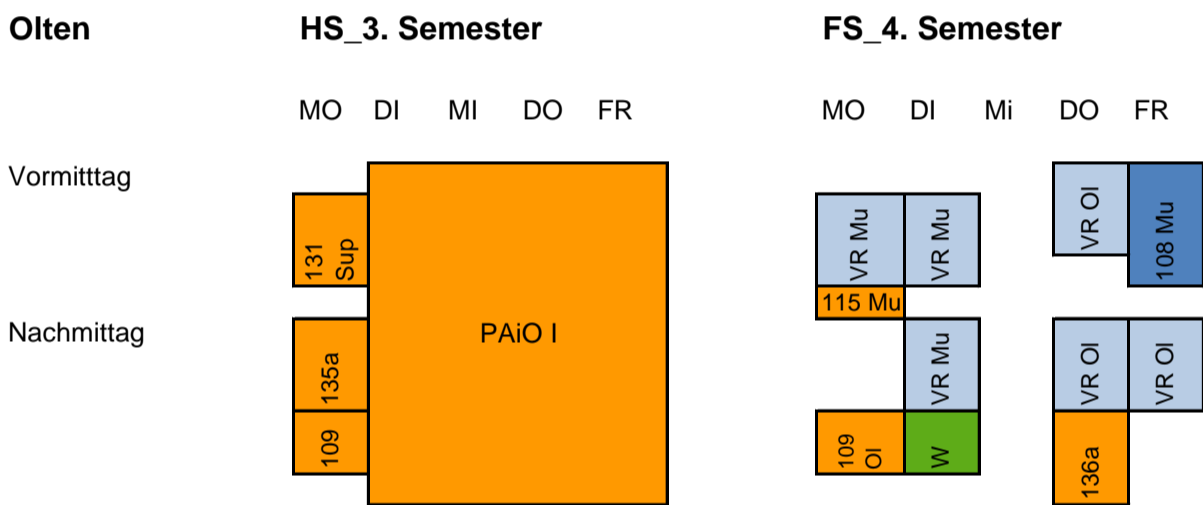 Olten HS_3. Semester FS_4. Semester
MO DI MI DO FR MO DI Mi DO FR
Vormitttag
131
Sup
VR Mu
VR Mu
VR Ol
108 Mu
115 Mu
Nachmittag
135a
PAiO I
VR Mu
VR Ol
VR Ol
109
109
Ol
W
136a